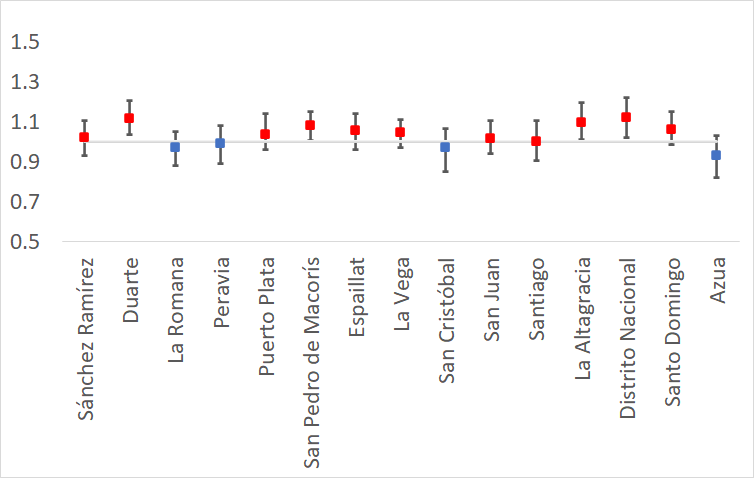 1.5
1.3
1.1
0.9
0.7
0.5
Sánchez Ramírez
Duarte
La Romana
Peravia
Puerto Plata
San Pedro de Macorís
Espaillat
La Vega
San Cristóbal
San Juan
Santiago
La Altagracia
Distrito Nacional
Santo Domingo
Azua